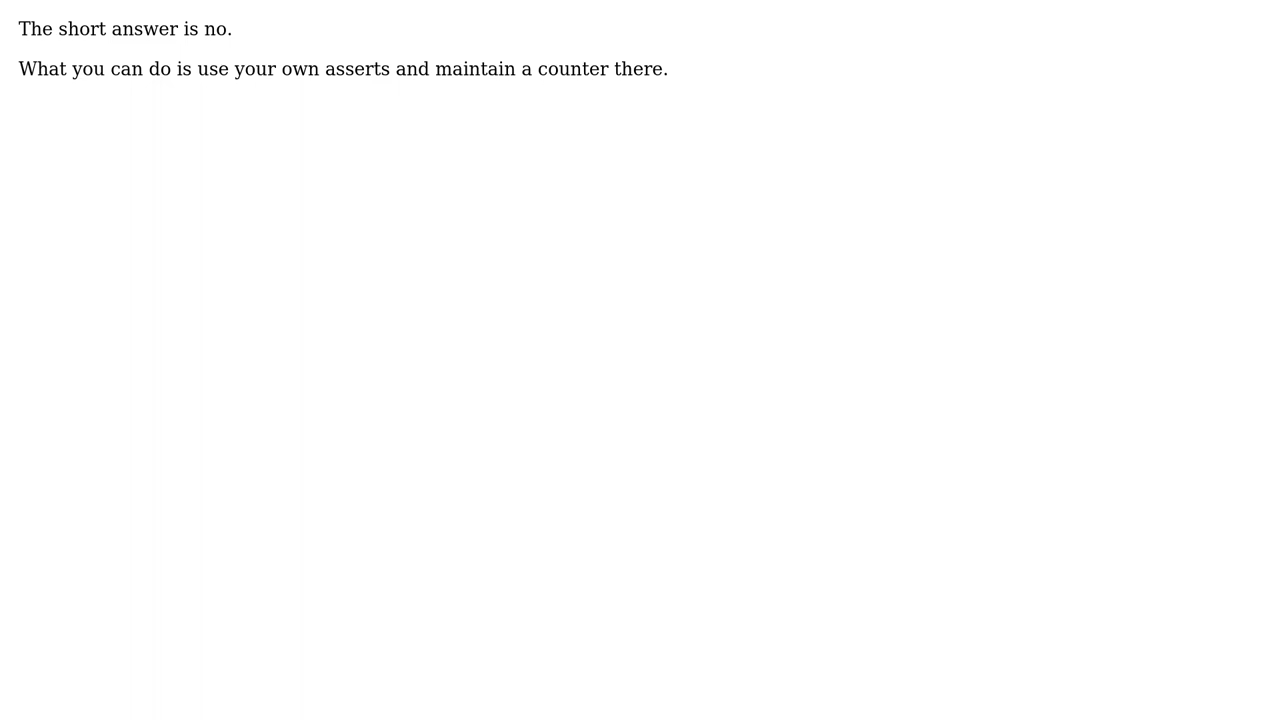 The short answer is no.
What you can do is use your own asserts and maintain a counter there.